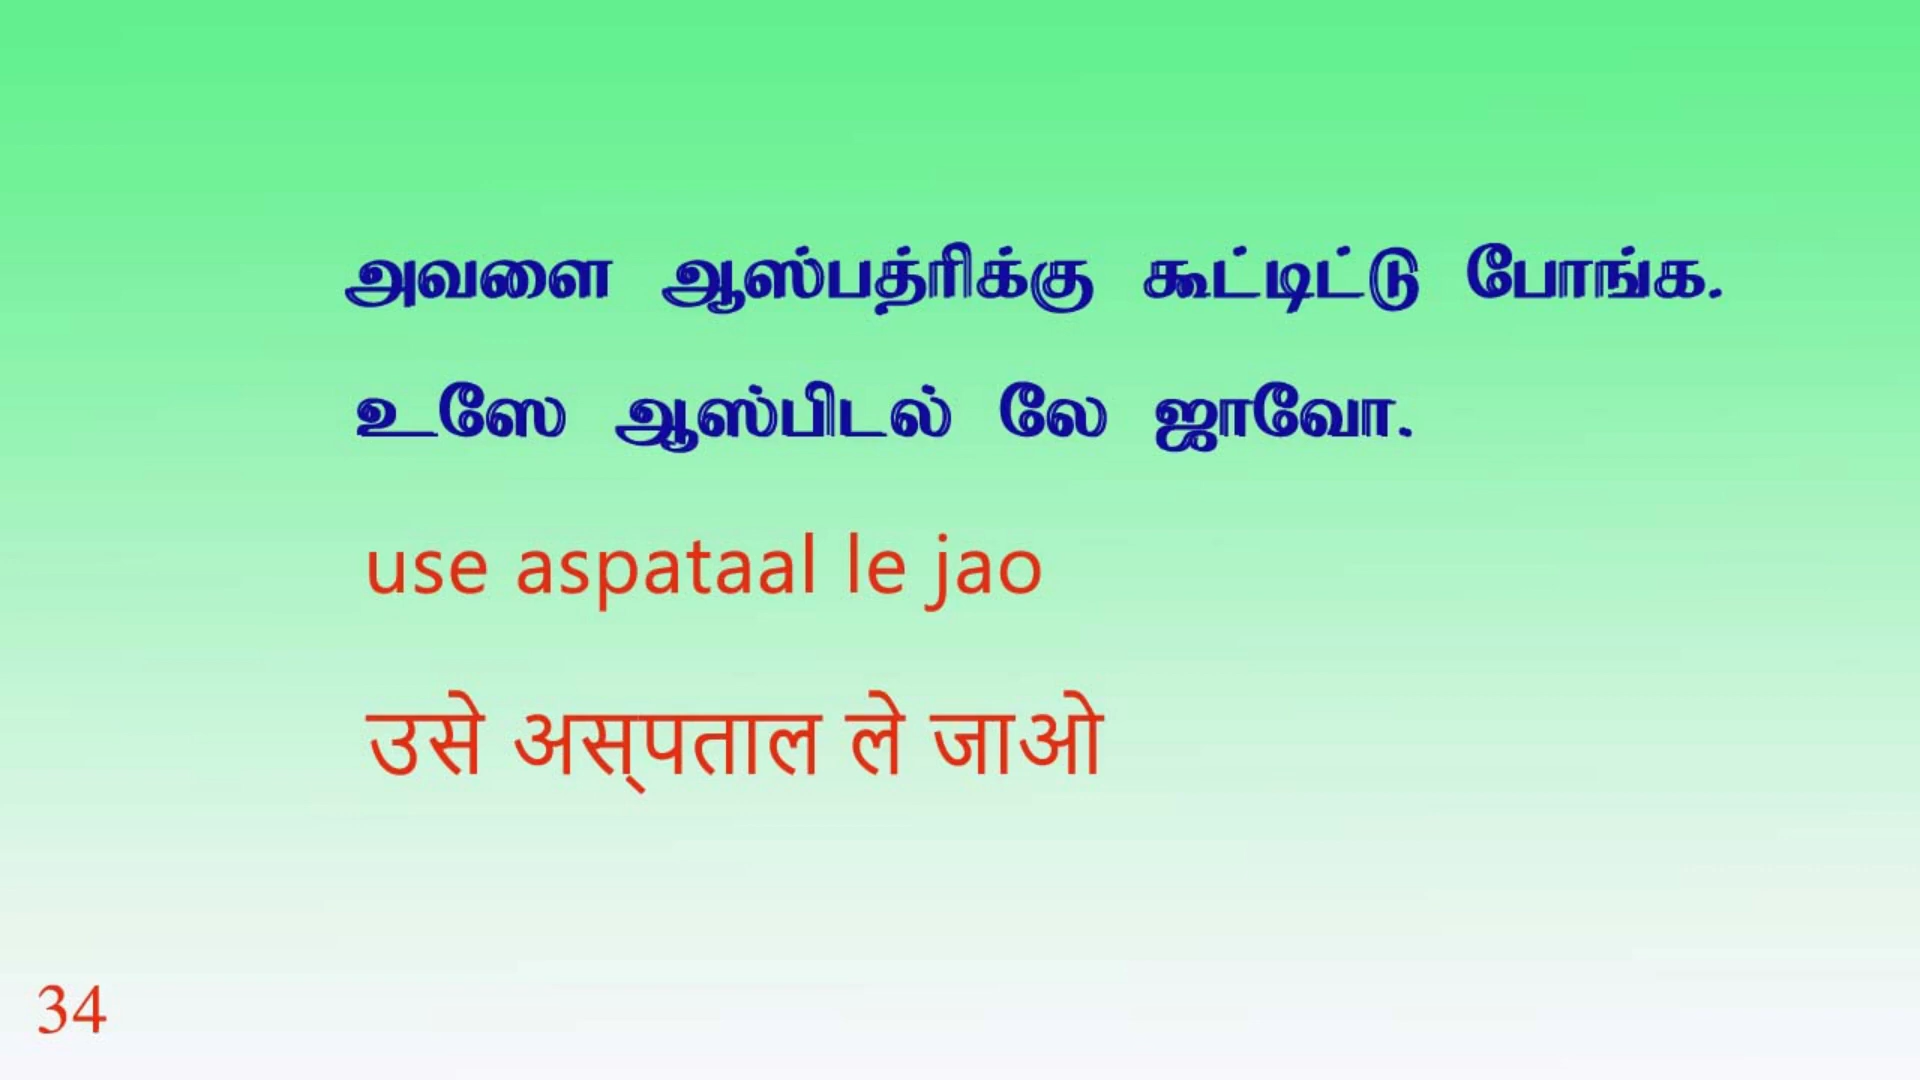 அவளை ஆஸ்பத்ரிக்கு கூட்டிட்டு போங்க.
உஸே ஆஸ்பிடல் லே ஜாவோ.
use aspataal le jao
उसे अस्‌पताल ले जाओ
34